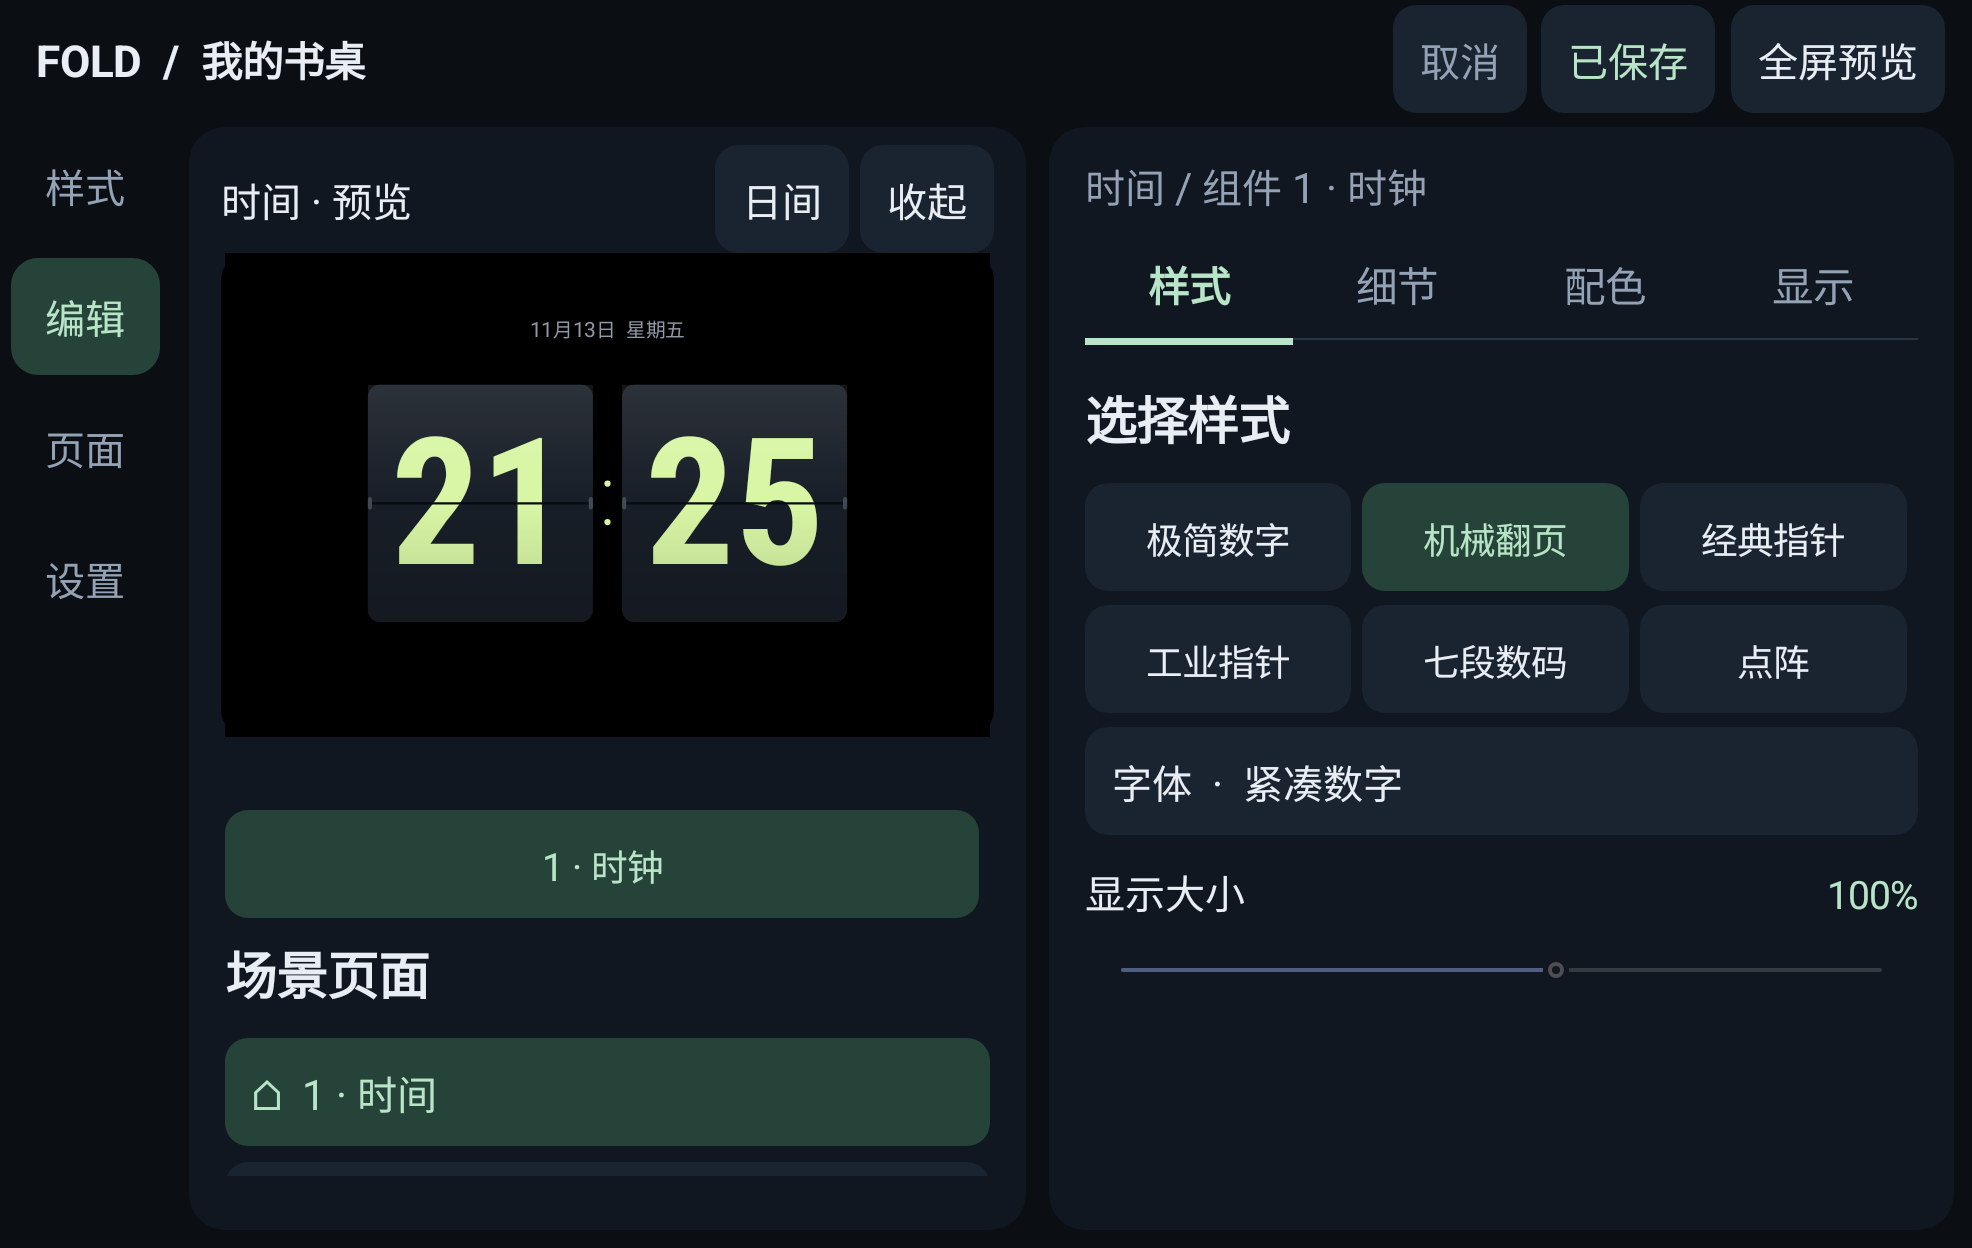 FOLD / 我的书桌
取消 已保存 全屏预览
样式
编辑
页面
设置
时间 · 预览 日间 收起
11月13日 星期五
21:25
1 · 时钟
场景页面
1 · 时间
时间 / 组件 1 · 时钟
样式 细节 配色 显示
选择样式
极简数字 机械翻页 经典指针
工业指针 七段数码 点阵
字体 · 紧凑数字
显示大小 100%